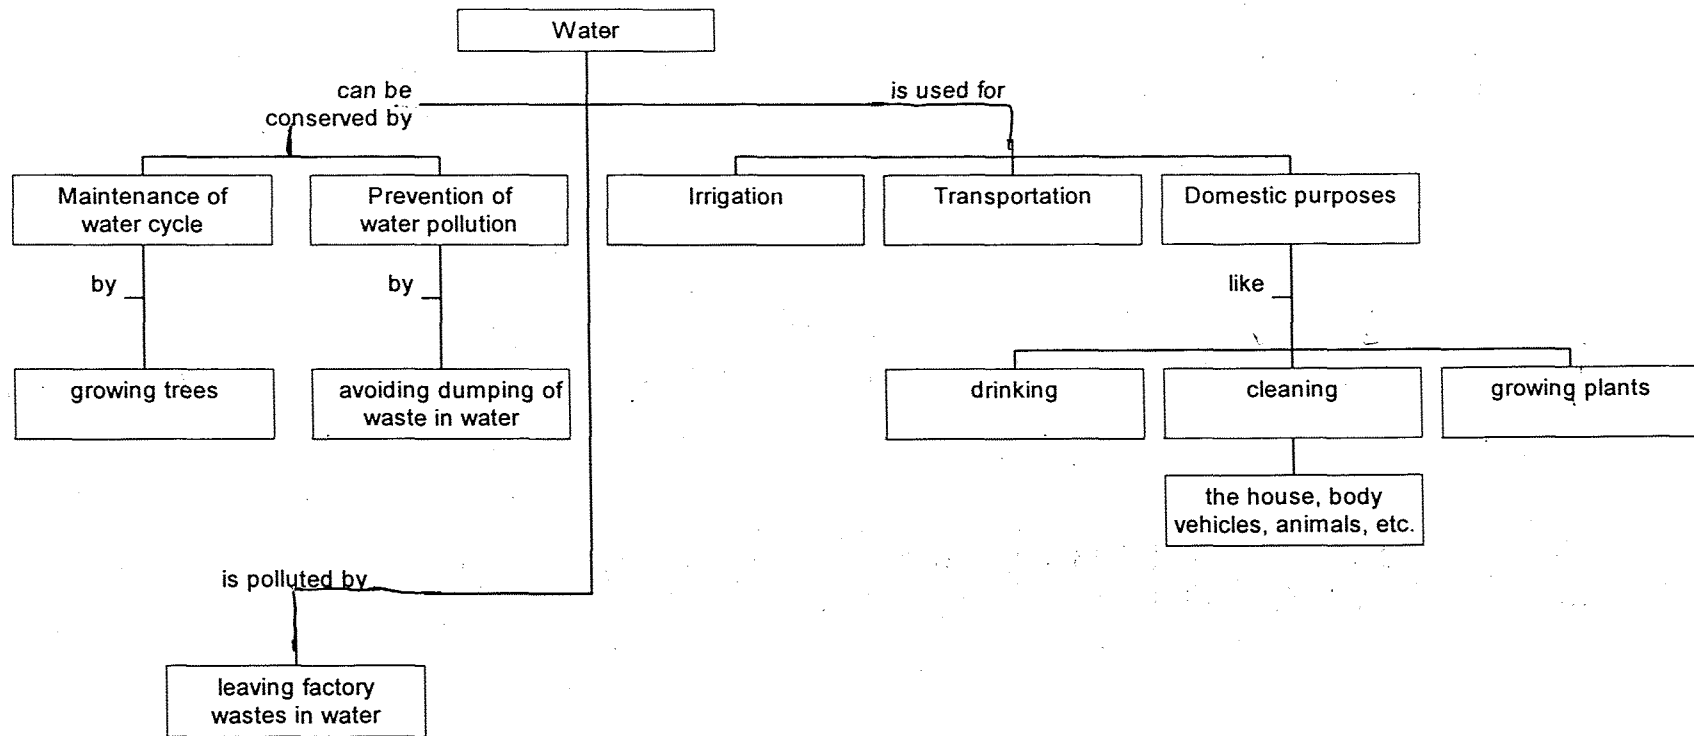 Water
can be
conserved by
is used for
Maintenance of
water cycle
Prevention of
water pollution
Irrigation
Transportation
Domestic purposes
by
by
like
growing trees
avoiding dumping of
waste in water
drinking
cleaning
growing plants
the house, body
vehicles, animals, etc.
is polluted by
leaving factory
wastes in water